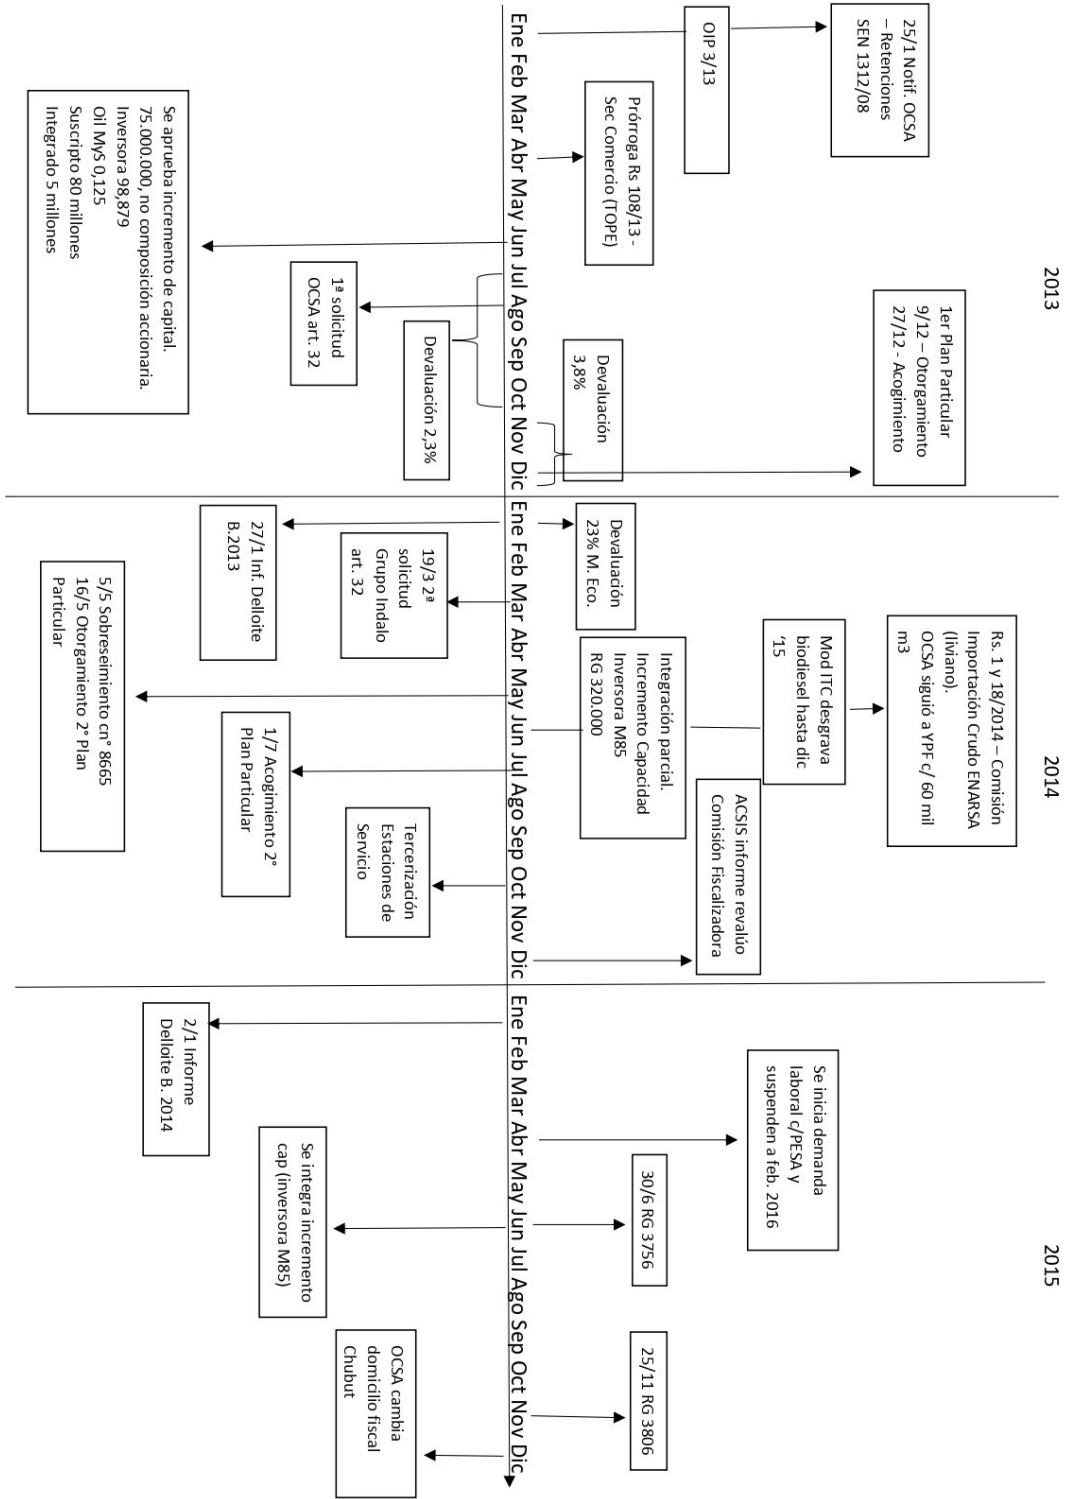 2013
25/1 Notif. OCSA
– Retenciones
SEN 1312/08
OIP 3/13
Prórroga Rs 108/13 -
Sec Comercio (TOPE)
1er Plan Particular
9/12 – Otorgamiento
27/12 - Acogimiento
Devaluación
3,8%
Ene Feb Mar Abr May Jun Jul Ago Sep Oct Nov Dic
Devaluación 2,3%
1ª solicitud
OCSA art. 32
Se aprueba incremento de capital.
75.000.000, no composición accionaria.
Inversora 98,879
Oil MyS 0,125
Suscripto 80 millones
Integrado 5 millones
2014
Rs. 1 y 18/2014 – Comisión
Importación Crudo ENARSA
(liviano).
OCSA siguió a YPF c/ 60 mil
m3
Mod ITC desgrava
biodiesel hasta dic
‘15
ACSIS informe revalúo
Comisión Fiscalizadora
Integración parcial.
Incremento Capacidad
Inversora M85
RG 320.000
Devaluación
23% M. Eco.
Ene Feb Mar Abr May Jun Jul Ago Sep Oct Nov Dic
19/3 2ª
solicitud
Grupo Indalo
art. 32
Tercerización
Estaciones de
Servicio
27/1 Inf. Delloite
B.2013
1/7 Acogimiento 2°
Plan Particular
5/5 Sobreseimiento cn° 8665
16/5 Otorgamiento 2° Plan
Particular
2015
Se inicia demanda
laboral c/PESA y
suspenden a feb. 2016
30/6 RG 3756
25/11 RG 3806
Ene Feb Mar Abr May Jun Jul Ago Sep Oct Nov Dic
OCSA cambia
domicilio fiscal
Chubut
Se integra incremento
cap (inversora M85)
2/1 Informe
Delloite B. 2014